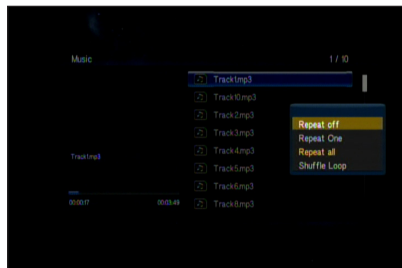 Music
1 / 10
Track1.mp3
Track10.mp3
Track2.mp3
Track3.mp3
Track4.mp3
Track5.mp3
Track6.mp3
Track8.mp3
Repeat off
Repeat One
Repeat all
Shuffle Loop
Track1.mp3
00:00:17
00:03:49